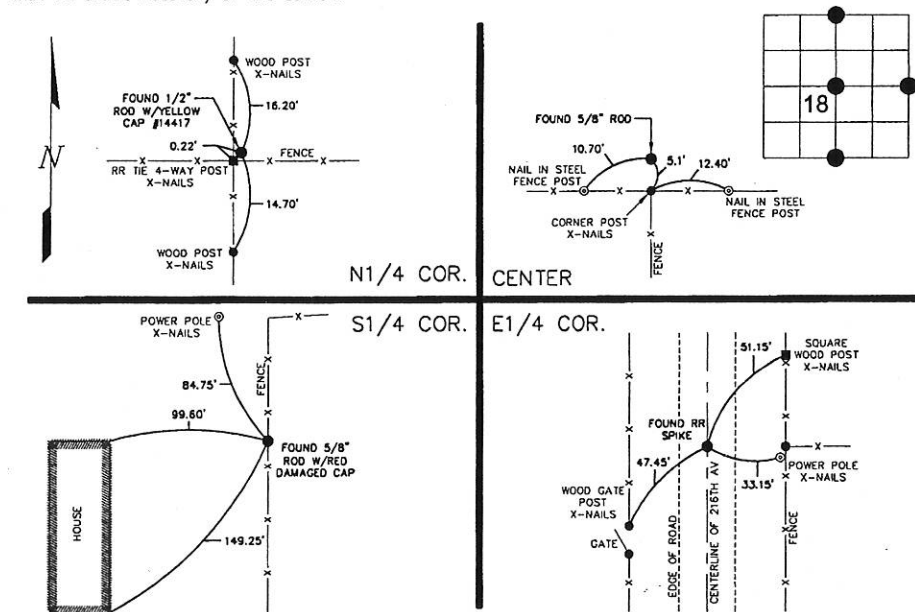 WOOD POST
X-NAILS
FOUND 1/2"
ROD W/YELLOW
CAP #14417
16.20'
0.22'
FENCE
RR TIE 4-WAY POST
X-NAILS
14.70'
WOOD POST
X-NAILS
N
N1/4 COR.
18
FOUND 5/8" ROD
10.70'
5.1'
12.40'
NAIL IN STEEL
FENCE POST
NAIL IN STEEL
FENCE POST
CORNER POST
X-NAILS
FENCE
CENTER
S1/4 COR.
POWER POLE
X-NAILS
FENCE
84.75'
99.60'
FOUND 5/8"
ROD W/RED
DAMAGED CAP
HOUSE
149.25'
E1/4 COR.
51.15'
SQUARE
WOOD POST
X-NAILS
FOUND RR
SPIKE
47.45'
33.15'
POWER POLE
X-NAILS
WOOD GATE
POST
X-NAILS
GATE
EDGE OF ROAD
CENTERLINE OF 216TH AV
FENCE